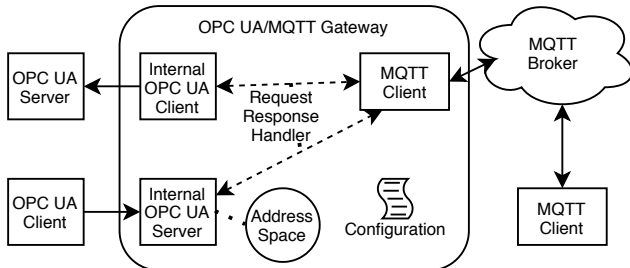 OPC UA/MQTT Gateway
OPC UA
Server
Internal
OPC UA
Client
Request
Response
Handler
MQTT
Client
MQTT
Broker
OPC UA
Client
Internal
OPC UA
Server
Address
Space
Configuration
MQTT
Client